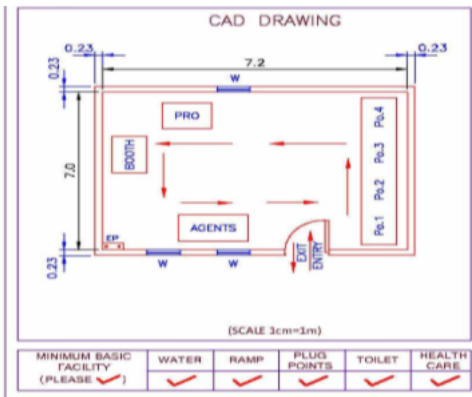 CAD DRAWING
0.23
7.2
0.23
0.23
W
PRO
BOOTH
7.0
Po.1 Po.2 Po.3 Po.4
AGENTS
EP
0.23
W
W
EXIT
ENTRY
(SCALE 1cm=1m)
MINIMUM BASIC
FACILITY
(PLEASE ✓)
WATER
RAMP
PLUG
POINTS
TOILET
HEALTH
CARE
✓ ✓ ✓ ✓ ✓